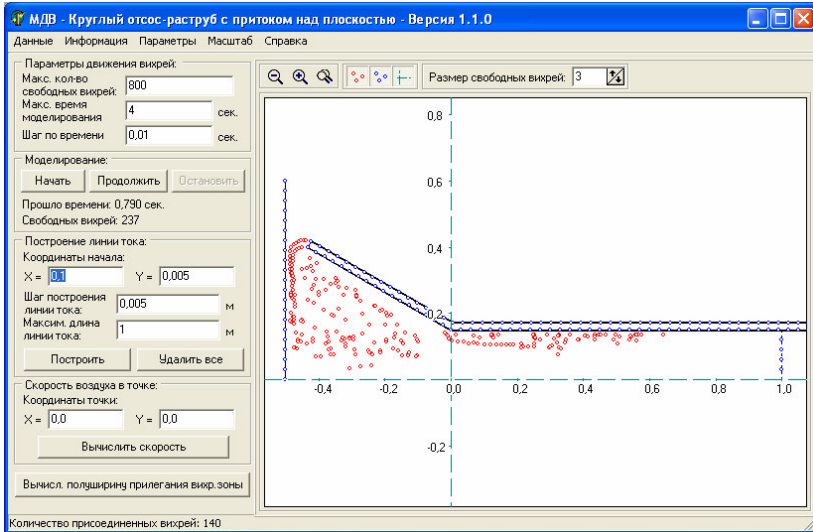 МДВ - Круглый отсос-раструб с притоком над плоскостью - Версия 1.1.0
Данные Информация Параметры Масштаб Справка
Параметры движения вихрей:
Макс. кол-во
свободных вихрей: 800
Макс. время
моделирования 4 сек.
Шаг по времени 0,01 сек.
Моделирование:
Начать Продолжить Остановить
Прошло времени: 0,790 сек.
Свободных вихрей: 237
Построение линии тока:
Координаты начала:
X = 0,1 Y = 0,005
Шаг построения
линии тока: 0,005 м
Максим. длина
линии тока: 1 м
Построить Удалить все
Скорость воздуха в точке:
Координаты точки:
X = 0,0 Y = 0,0
Вычислить скорость
Вычисл. полуширину прилегания вихр.зоны
Количество присоединенных вихрей: 140
Размер свободных вихрей: 3
0,8
0,6
0,4
0,2
-0,4 -0,2 0,0 0,2 0,4 0,6 0,8 1,0
-0,2